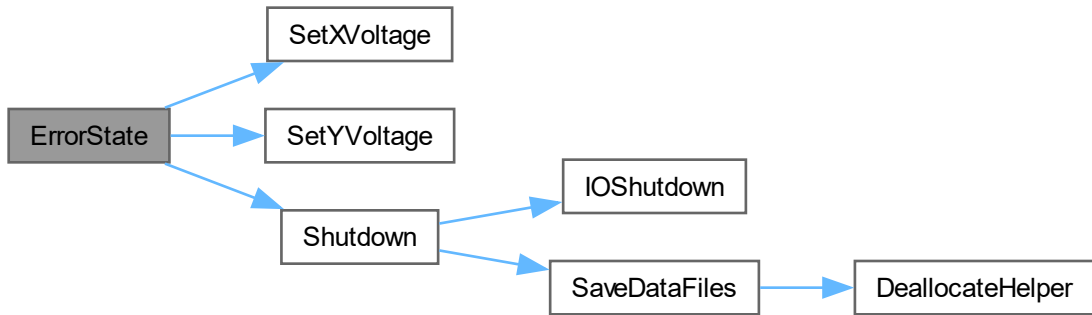 SetXVoltage
ErrorState
SetYVoltage
IOShutdown
Shutdown
SaveDataFiles
DeallocateHelper